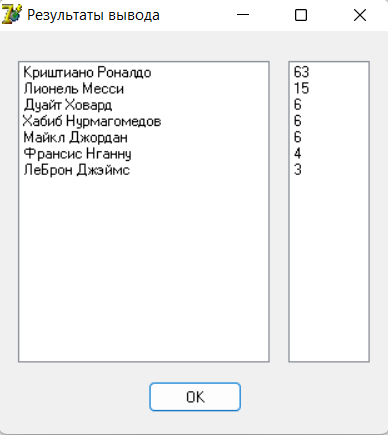 Результаты вывода
Криштиано Роналдо 63
Лионель Месси 15
Дуайт Ховард 6
Хабиб Нурмагомедов 6
Майкл Джордан 6
Франсис Нганну 4
ЛеБрон Джэймс 3
OK